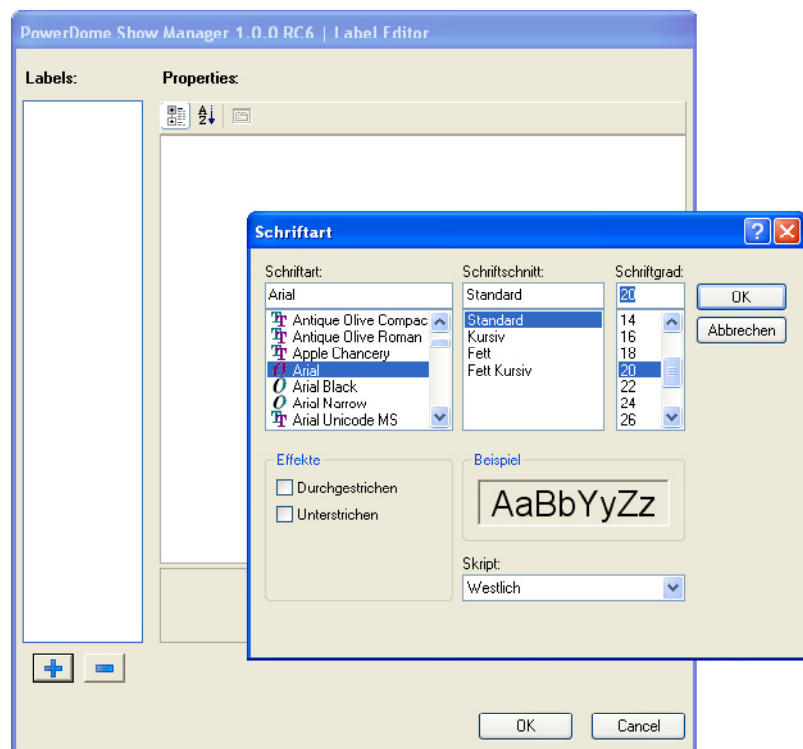 PowerDome Show Manager 1.0.0 RC6 | Label Editor
Labels:
Properties:
Schriftart
Schriftart:
Schriftschnitt:
Schriftgrad:
Arial
Standard
20
OK
Abbrechen
Antique Olive Compac
Antique Olive Roman
Apple Chancery
Arial
Arial Black
Arial Narrow
Arial Unicode MS
Standard
Kursiv
Fett
Fett Kursiv
14
16
18
20
22
24
26
Effekte
Durchgestrichen
Unterstrichen
Beispiel
AaBbYyZz
Skript:
Westlich
OK
Cancel